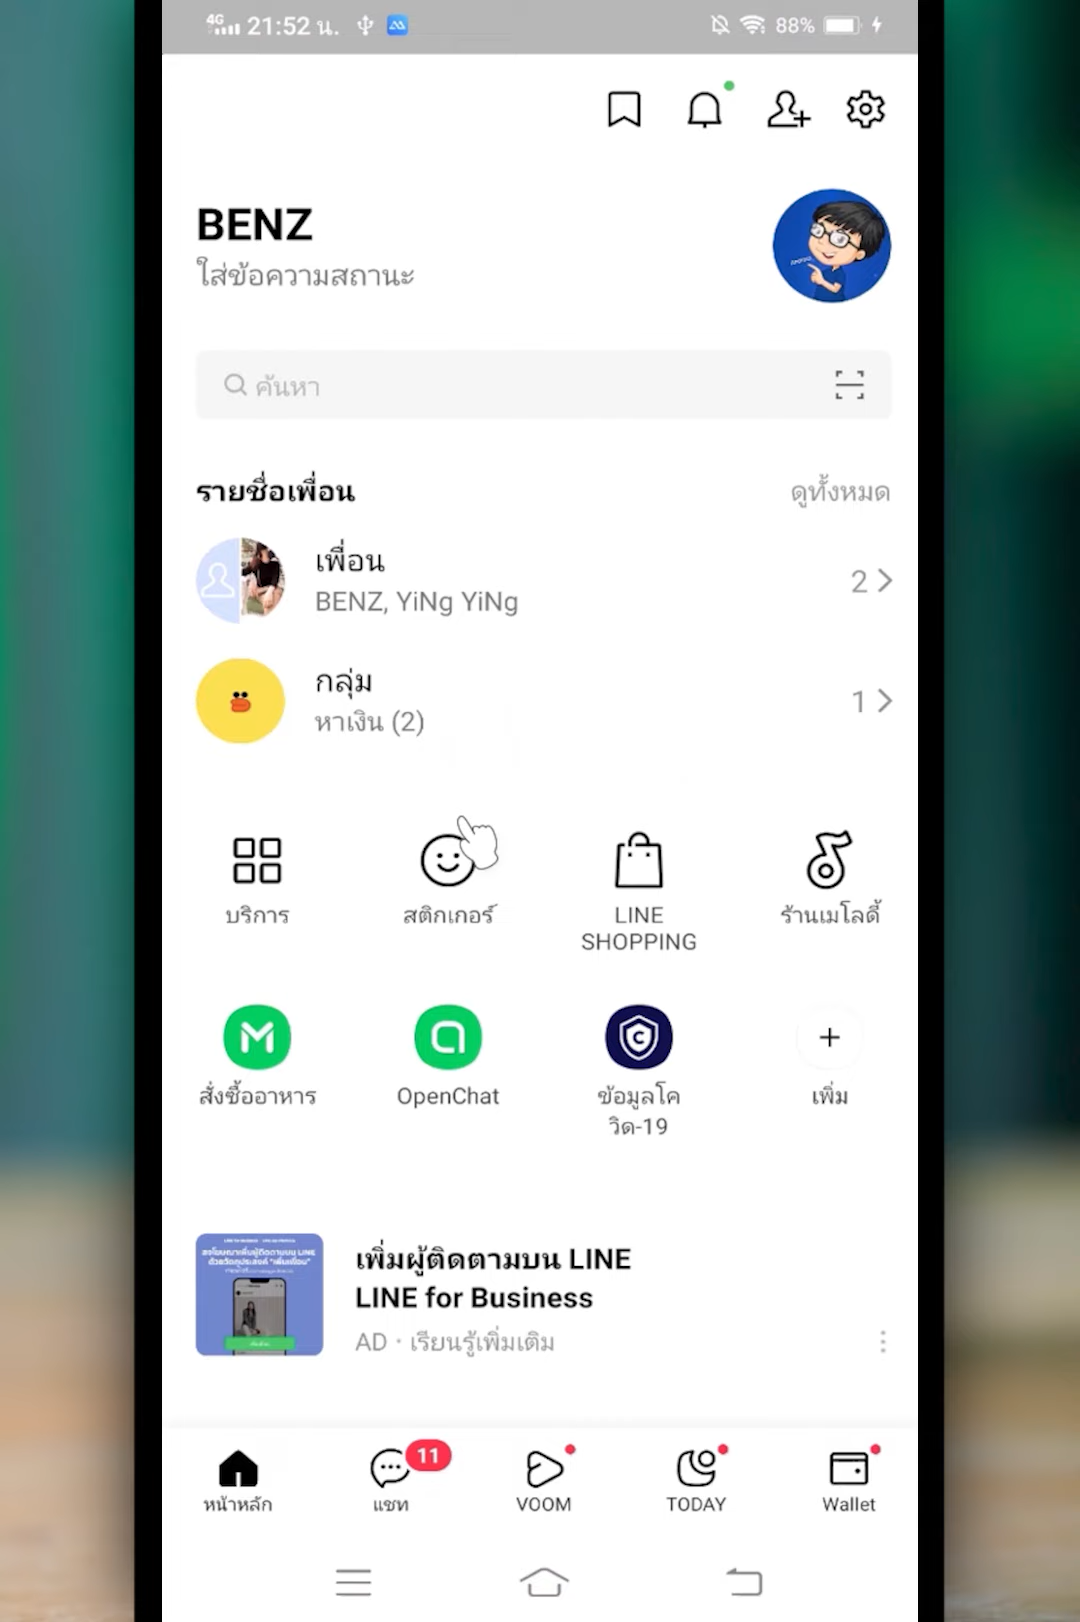 4G 21:52 น.
88%
BENZ
ใส่ข้อความสถานะ
ค้นหา
รายชื่อเพื่อน
ดูทั้งหมด
เพื่อน
BENZ, YiNg YiNg
2
กลุ่ม
หาเงิน (2)
1
บริการ
สติกเกอร์
LINE
SHOPPING
ร้านเมโลดี้
สั่งซื้ออาหาร
OpenChat
ข้อมูลโค
วิด-19
เพิ่ม
เพิ่มผู้ติดตามบน LINE
LINE for Business
AD · เรียนรู้เพิ่มเติม
11
หน้าหลัก
แชท
VOOM
TODAY
Wallet